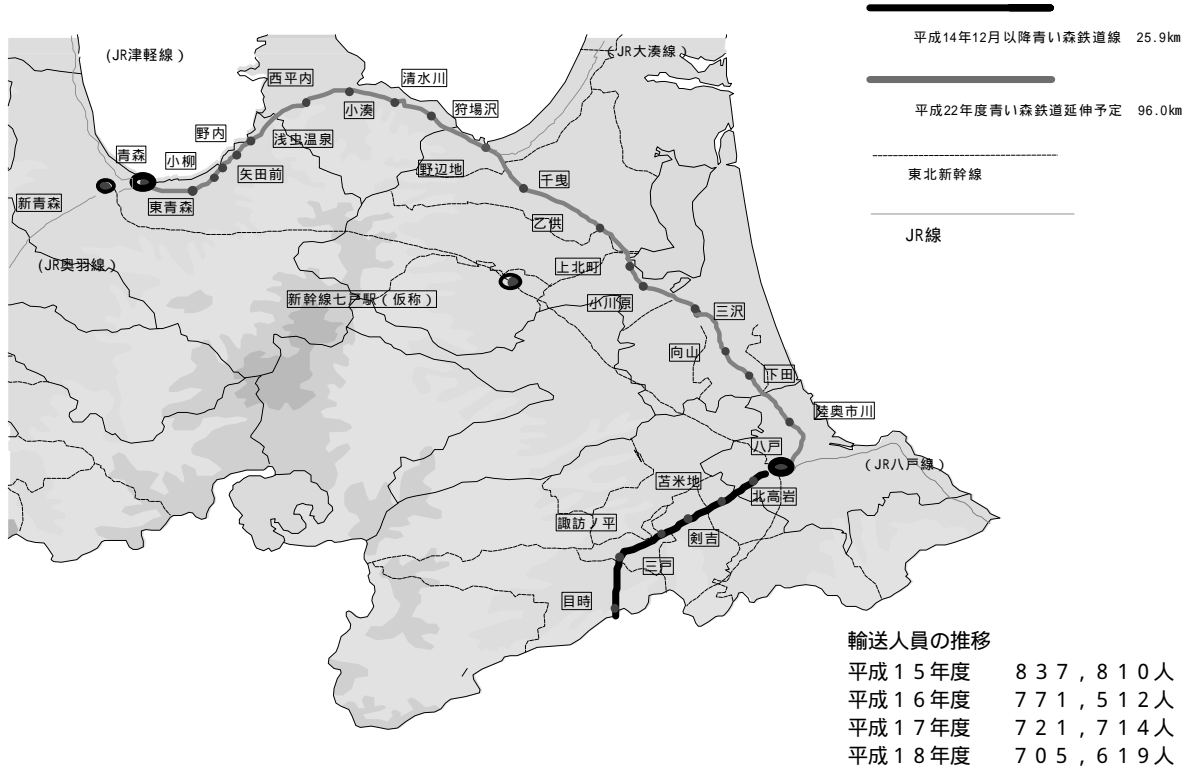 (JR津軽線)
(JR大湊線)
平成14年12月以降青い森鉄道線 25.9km
西平内
清水川
小湊
狩場沢
平成22年度青い森鉄道延伸予定 96.0km
野内
浅虫温泉
青森
小柳
野辺地
矢田前
千曳
東北新幹線
新青森
東青森
乙供
JR線
(JR奥羽線)
上北町
新幹線七戸駅(仮称)
小川原
三沢
向山
下田
陸奥市川
八戸
(JR八戸線)
苫米地
北高岩
諏訪ノ平
剣吉
三戸
目時
輸送人員の推移
平成15年度 837,810人
平成16年度 771,512人
平成17年度 721,714人
平成18年度 705,619人